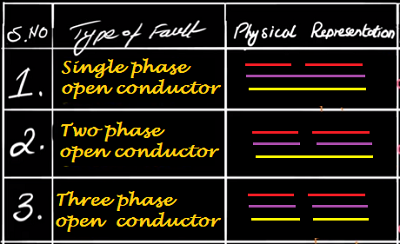 S.No Type of Fault Physical Representation
1. Single phase
open conductor
2. Two phase
open conductor
3. Three phase
open conductor